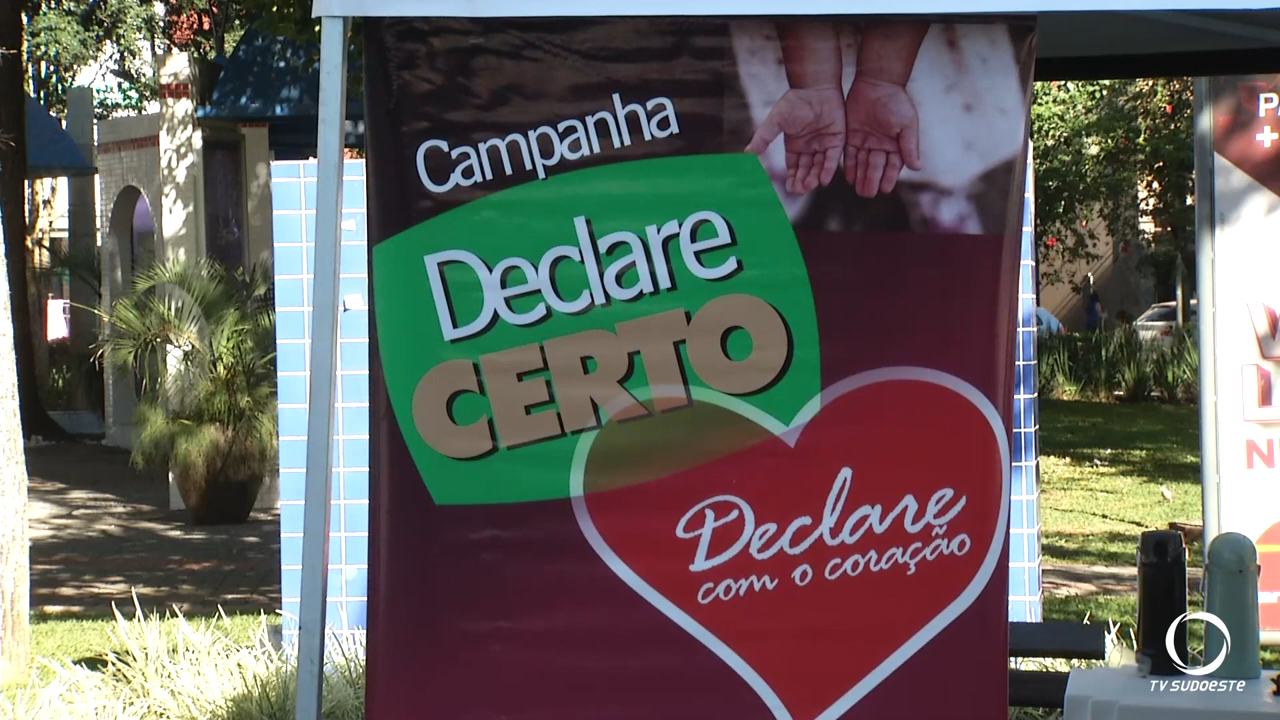 Campanha
Declare
CERTO
Declare
com o coração
P
+
N
TV SUDOESTE